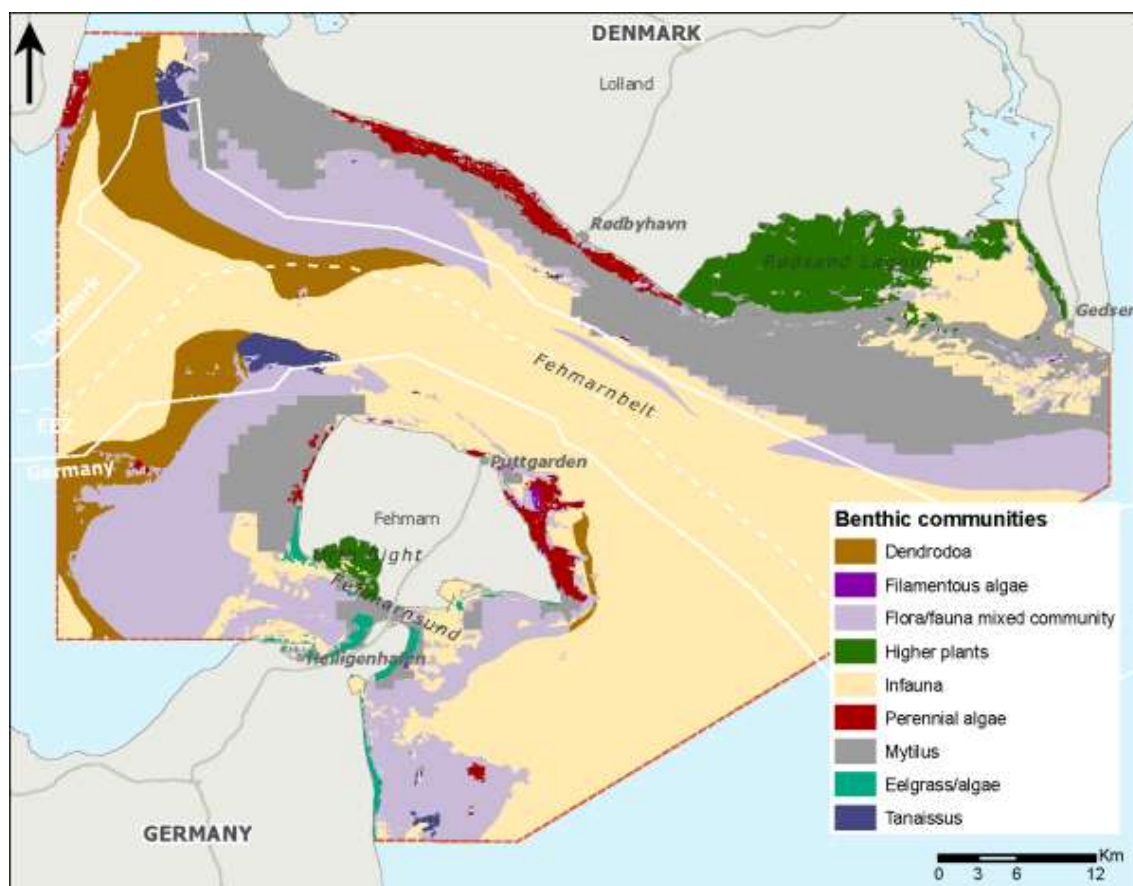 DENMARK
Lolland
Rødbyhavn
Rødsand Lagoon
Gedser
Denmark
Fehmarnbelt
EEZ
Germany
Puttgarden
Fehmarn
Fehmarnsund
Heiligenhafen
GERMANY
Benthic communities
Dendrodoa
Filamentous algae
Flora/fauna mixed community
Higher plants
Infauna
Perennial algae
Mytilus
Eelgrass/algae
Tanaissus
Km
0 3 6 12